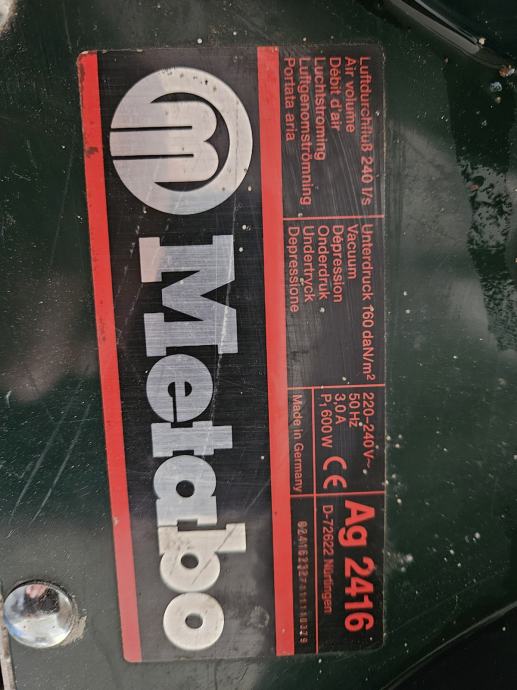 Luftdurchfluß 240 l/s
Air volume
Débit d'air
Luchtströming
Luftgenomströmning
Portata aria
Unterdruck 160 daN/m²
Vacuum
Dépression
Onderdruk
Undertryck
Depressione
220–240 V~
50 Hz
3,0 A
P₁ 600 W CE
Made in Germany
Ag 2416
D-72622 Nürtingen
m Metabo